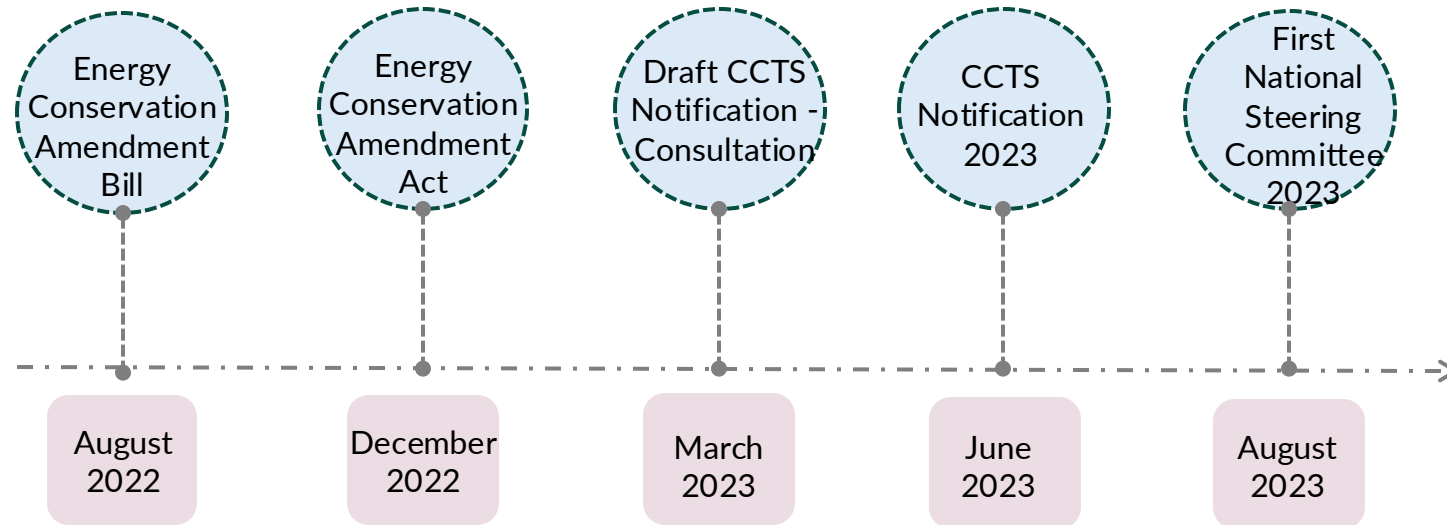 Energy
Conservation
Amendment
Bill
Energy
Conservation
Amendment
Act
Draft CCTS
Notification -
Consultation
CCTS
Notification
2023
First
National
Steering
Committee
2023
August
2022
December
2022
March
2023
June
2023
August
2023